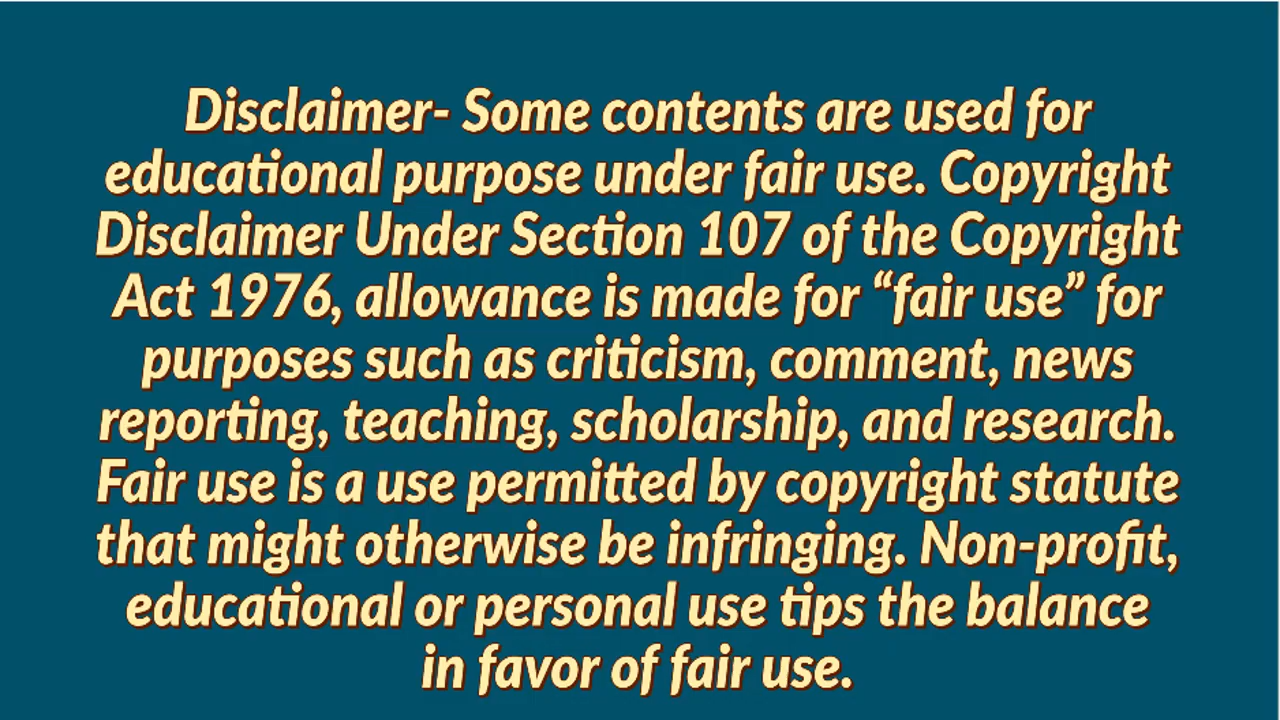 Disclaimer- Some contents are used for
educational purpose under fair use. Copyright
Disclaimer Under Section 107 of the Copyright
Act 1976, allowance is made for “fair use” for
purposes such as criticism, comment, news
reporting, teaching, scholarship, and research.
Fair use is a use permitted by copyright statute
that might otherwise be infringing. Non-profit,
educational or personal use tips the balance
in favor of fair use.